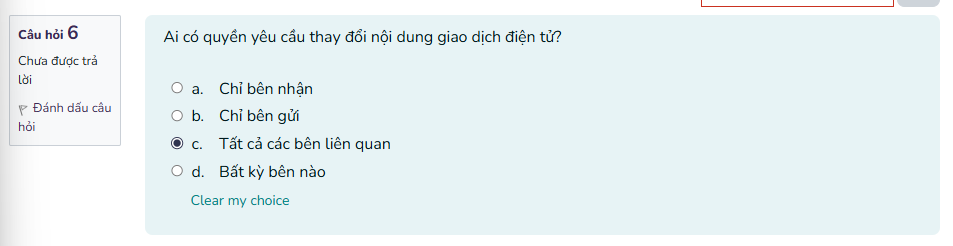 Câu hỏi 6
Chưa được trả
lời
Đánh dấu câu
hỏi
Ai có quyền yêu cầu thay đổi nội dung giao dịch điện tử?
a. Chỉ bên nhận
b. Chỉ bên gửi
c. Tất cả các bên liên quan
d. Bất kỳ bên nào
Clear my choice